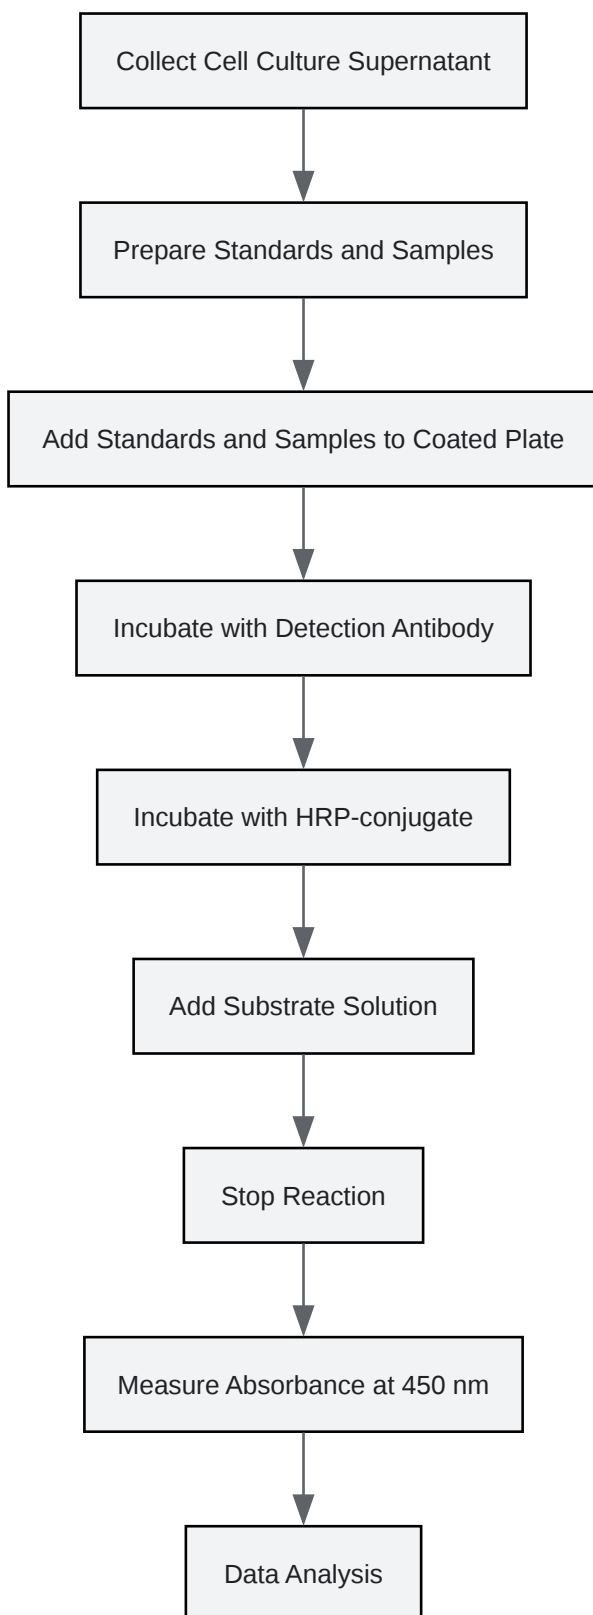 Collect Cell Culture Supernatant
Prepare Standards and Samples
Add Standards and Samples to Coated Plate
Incubate with Detection Antibody
Incubate with HRP-conjugate
Add Substrate Solution
Stop Reaction
Measure Absorbance at 450 nm
Data Analysis